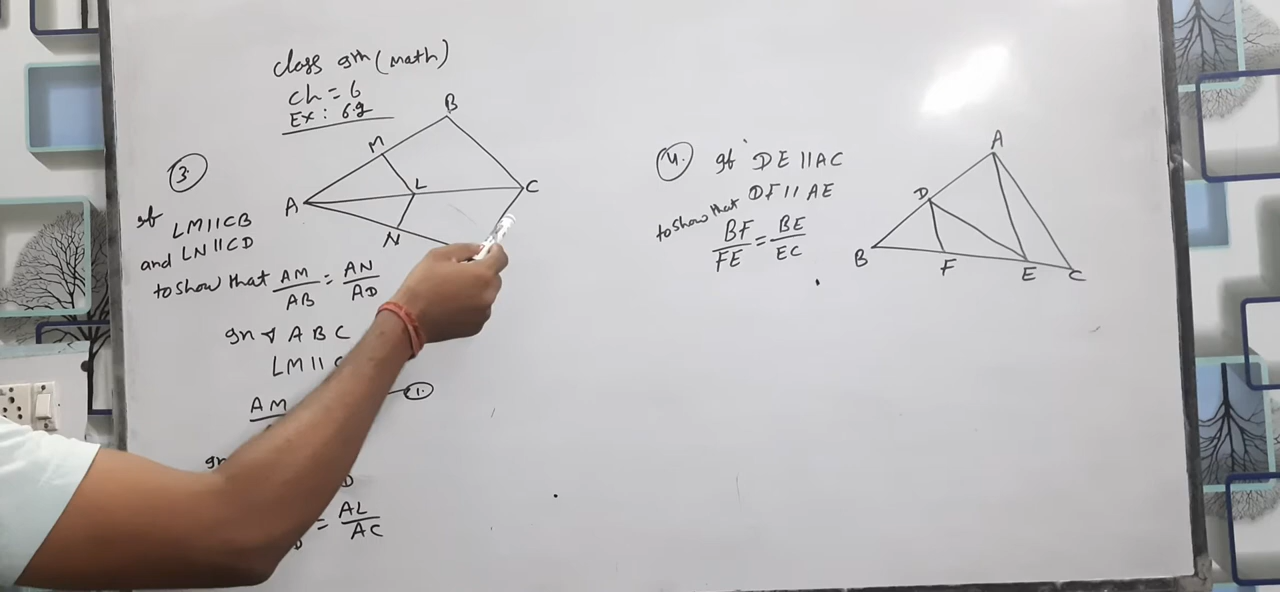 class 9th (math)
ch = 6
Ex: 6.2
3.
If LM || CB
and LN || CD
to show that AM/AB = AN/AD
In ∆ ABC
LM ||
AM
1.
= AL/AC
B
M
L
C
A
N
4. If DE || AC
DF || AE
to show that
BF/FE = BE/EC
A
D
B
F
E
C